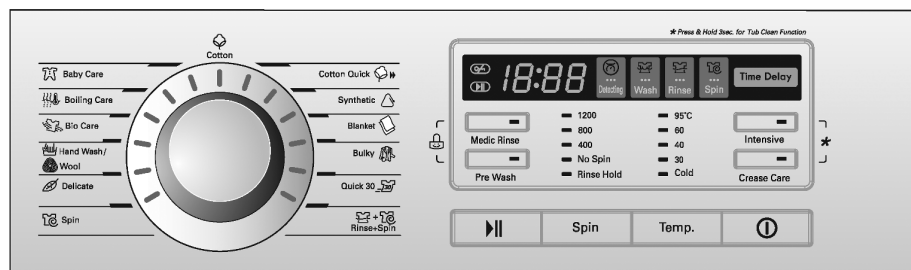 * Press & Hold 3sec. for Tub Clean Function
Cotton
Baby Care
Boiling Care
Bio Care
Hand Wash/
Wool
Delicate
Spin
Cotton Quick
Synthetic
Blanket
Bulky
Quick 30
Rinse+Spin
18:88
Detecting
Wash
Rinse
Spin
Time Delay
Medic Rinse
Pre Wash
1200
800
400
No Spin
Rinse Hold
95°C
60
40
30
Cold
Intensive
Crease Care
*
Spin
Temp.